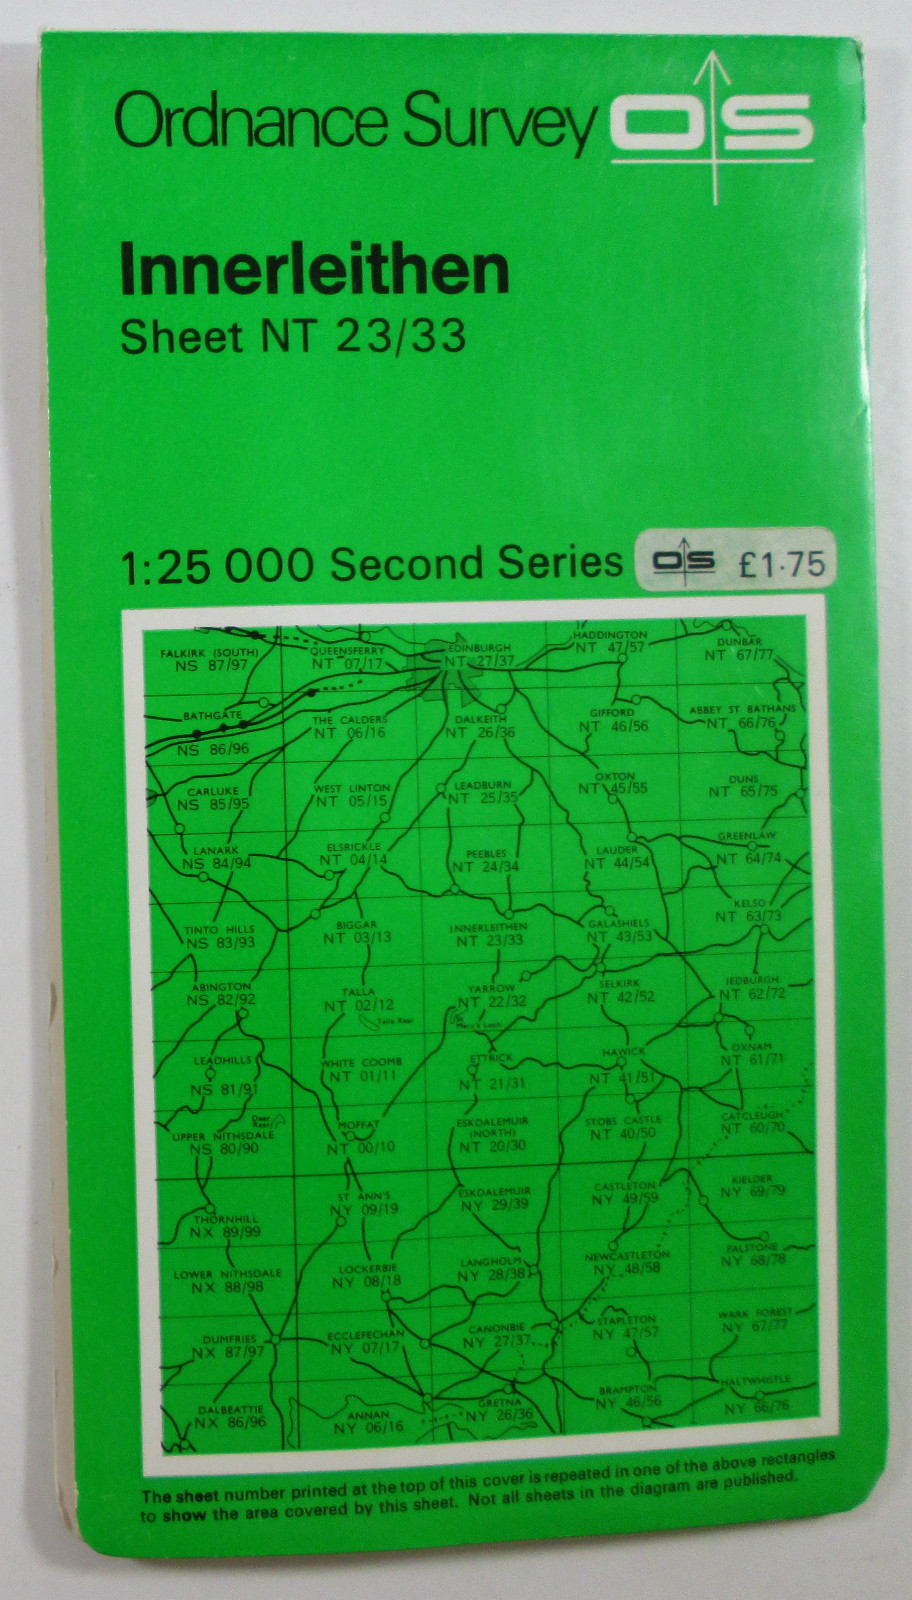 Ordnance Survey OS
Innerleithen
Sheet NT 23/33
1:25 000 Second Series OS £1·75
FALKIRK (SOUTH)
NS 87/97
QUEENSFERRY
NT 07/17
EDINBURGH
NT 27/37
HADDINGTON
NT 47/57
DUNBAR
NT 67/77
BATHGATE
NS 86/96
THE CALDERS
NT 06/16
DALKEITH
NT 26/36
GIFFORD
NT 46/56
ABBEY ST BATHANS
NT 66/76
CARLUKE
NS 85/95
WEST LINTON
NT 05/15
LEADBURN
NT 25/35
OXTON
NT 45/55
DUNS
NT 65/75
LANARK
NS 84/94
ELSRICKLE
NT 04/14
PEEBLES
NT 24/34
LAUDER
NT 44/54
GREENLAW
NT 64/74
TINTO HILLS
NS 83/93
BIGGAR
NT 03/13
INNERLEITHEN
NT 23/33
GALASHIELS
NT 43/53
KELSO
NT 63/73
ABINGTON
NS 82/92
TALLA
NT 02/12
Talla Resr
YARROW
NT 22/32
St
Mary's Loch
SELKIRK
NT 42/52
JEDBURGH
NT 62/72
LEADHILLS
NS 81/91
WHITE COOMB
NT 01/11
ETTRICK
NT 21/31
HAWICK
NT 41/51
OXNAM
NT 61/71
Daer
Resr
UPPER NITHSDALE
NS 80/90
MOFFAT
NT 00/10
ESKDALEMUIR
(NORTH)
NT 20/30
STOBS CASTLE
NT 40/50
CATCLEUGH
NT 60/70
THORNHILL
NX 89/99
ST ANN'S
NY 09/19
ESKDALEMUIR
NY 29/39
CASTLETON
NY 49/59
KIELDER
NY 69/79
LOWER NITHSDALE
NX 88/98
LOCKERBIE
NY 08/18
LANGHOLM
NY 28/38
NEWCASTLETON
NY 48/58
FALSTONE
NY 68/78
DUMFRIES
NX 87/97
ECCLEFECHAN
NY 07/17
CANONBIE
NY 27/37
STAPLETON
NY 47/57
WARK FOREST
NY 67/77
DALBEATTIE
NX 86/96
ANNAN
NY 06/16
GRETNA
NY 26/36
BRAMPTON
NY 46/56
HALTWHISTLE
NY 66/76
The sheet number printed at the top of this cover is repeated in one of the above rectangles
to show the area covered by this sheet. Not all sheets in the diagram are published.